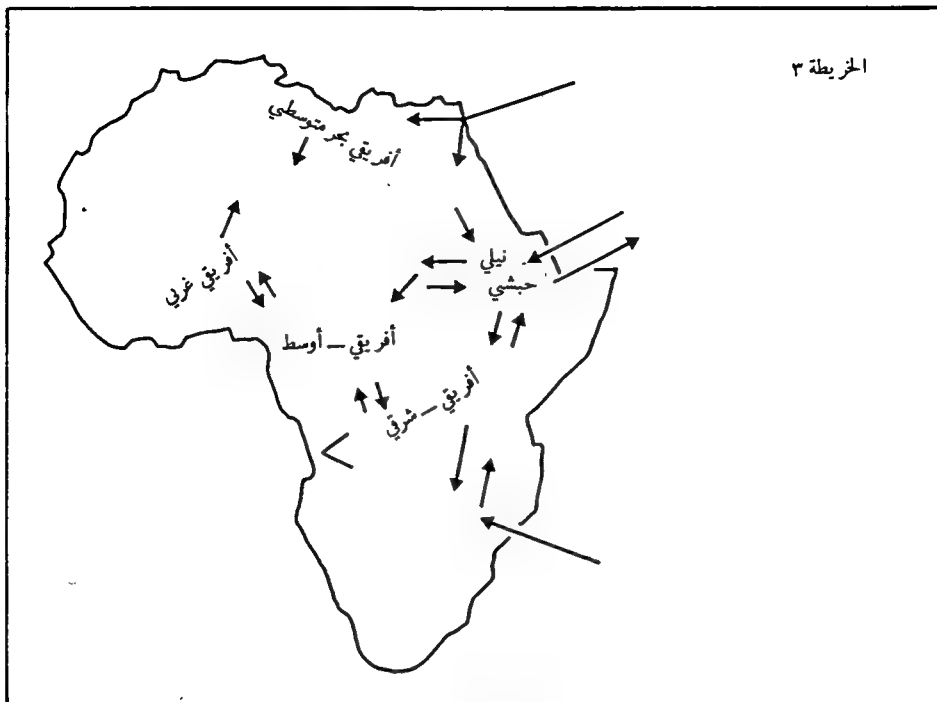 الخريطة ٣
أفريقي بحر متوسطي
نيلي
حبشي
أفريقي غربي
أفريقي – أوسط
أفريقي – شرقي